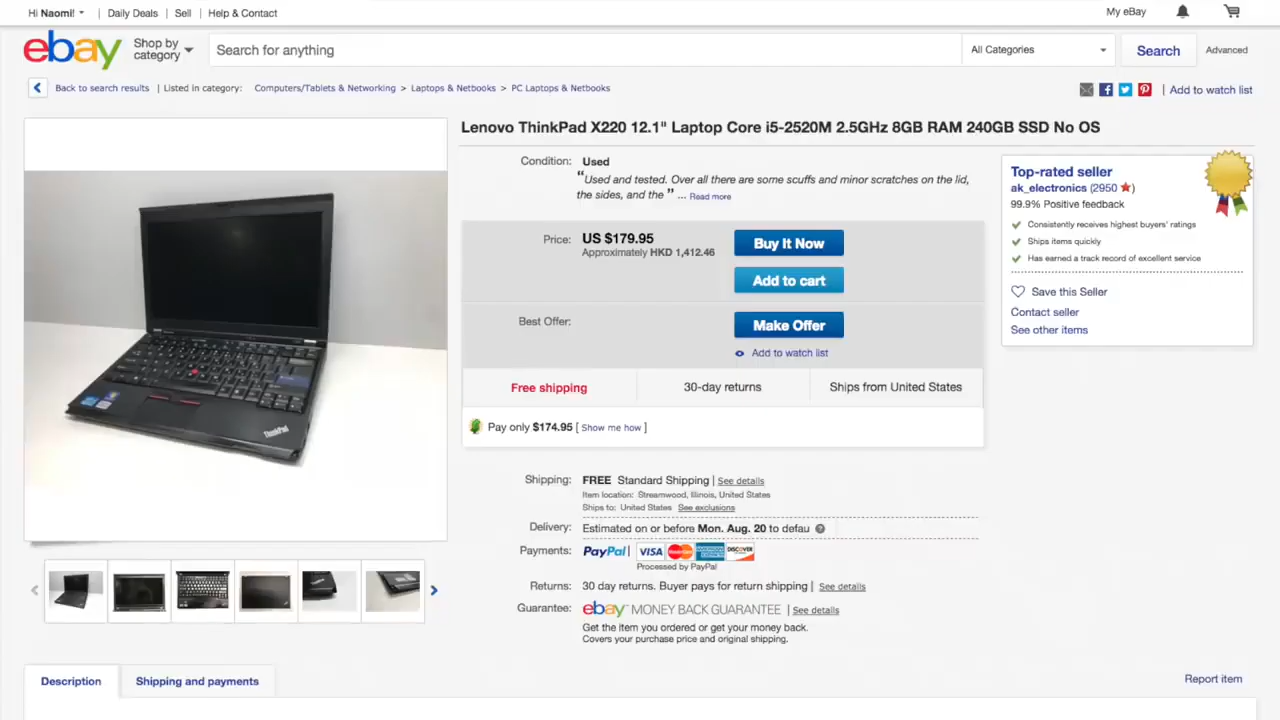 Hi Naomi! | Daily Deals | Sell | Help & Contact
My eBay
ebay
Shop by
category
Search for anything
All Categories
Search
Advanced
Back to search results | Listed in category: Computers/Tablets & Networking > Laptops & Netbooks > PC Laptops & Netbooks
| Add to watch list
Lenovo ThinkPad X220 12.1" Laptop Core i5-2520M 2.5GHz 8GB RAM 240GB SSD No OS
Condition: Used
“Used and tested. Over all there are some scuffs and minor scratches on the lid,
the sides, and the ” ... Read more
Price: US $179.95
Approximately HKD 1,412.46
Buy It Now
Add to cart
Best Offer:
Make Offer
Add to watch list
Free shipping
30-day returns
Ships from United States
Pay only $174.95 [ Show me how ]
Shipping: FREE Standard Shipping | See details
Item location: Streamwood, Illinois, United States
Ships to: United States See exclusions
Delivery: Estimated on or before Mon. Aug. 20 to defau
Payments: PayPal | VISA MasterCard AMERICAN EXPRESS DISCOVER
Processed by PayPal
Returns: 30 day returns. Buyer pays for return shipping | See details
Guarantee: ebay MONEY BACK GUARANTEE | See details
Get the item you ordered or get your money back.
Covers your purchase price and original shipping.
Top-rated seller
ak_electronics (2950 ★)
99.9% Positive feedback
Consistently receives highest buyers' ratings
Ships items quickly
Has earned a track record of excellent service
Save this Seller
Contact seller
See other items
ThinkPad
Description
Shipping and payments
Report item